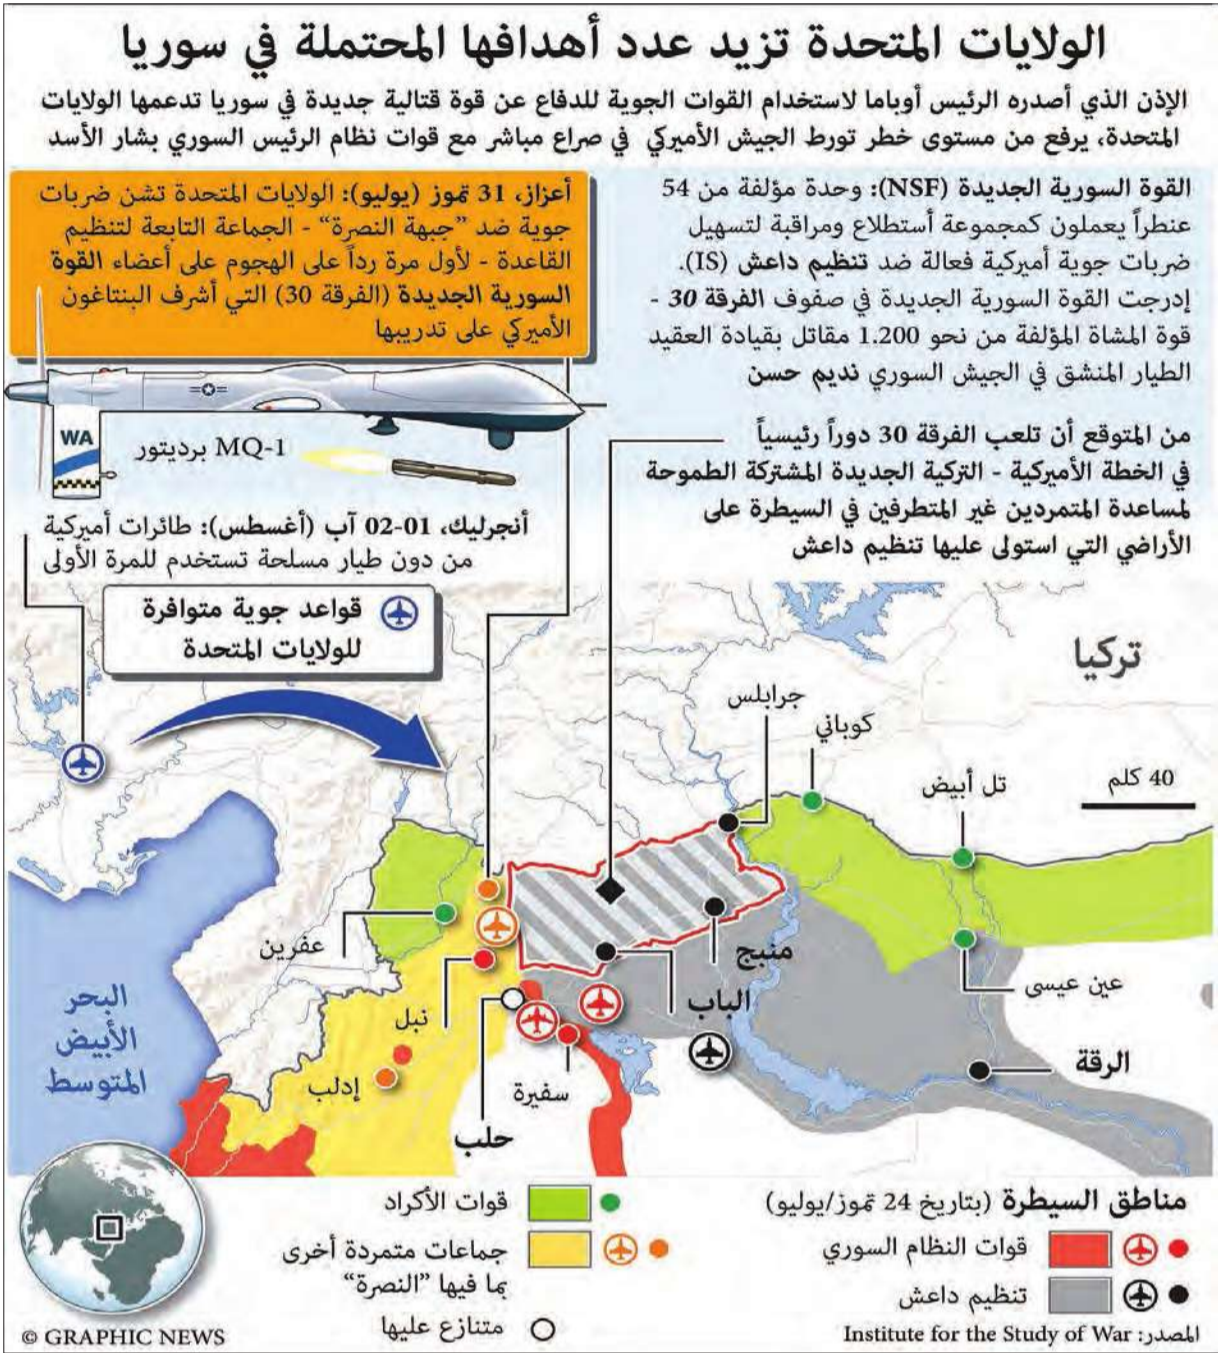 الولايات المتحدة تزيد عدد أهدافها المحتملة في سوريا
الإذن الذي أصدره الرئيس أوباما لاستخدام القوات الجوية للدفاع عن قوة قتالية جديدة في سوريا تدعمها الولايات
المتحدة، يرفع من مستوى خطر تورط الجيش الأميركي في صراع مباشر مع قوات نظام الرئيس السوري بشار الأسد
القوة السورية الجديدة (NSF): وحدة مؤلفة من 54
عنطراً يعملون كمجموعة أستطلاع ومراقبة لتسهيل
ضربات جوية أميركية فعالة ضد تنظيم داعش (IS).
إدرجت القوة السورية الجديدة في صفوف الفرقة 30 -
قوة المشاة المؤلفة من نحو 1.200 مقاتل بقيادة العقيد
الطيار المنشق في الجيش السوري نديم حسن
من المتوقع أن تلعب الفرقة 30 دوراً رئيسياً
في الخطة الأميركية - التركية الجديدة المشتركة الطموحة
لمساعدة المتمردين غير المتطرفين في السيطرة على
الأراضي التي استولى عليها تنظيم داعش
أعزاز، 31 تموز (يوليو): الولايات المتحدة تشن ضربات
جوية ضد "جبهة النصرة" - الجماعة التابعة لتنظيم
القاعدة - لأول مرة رداً على الهجوم على أعضاء القوة
السورية الجديدة (الفرقة 30) التي أشرف البنتاغون
الأميركي على تدريبها
WA
MQ-1 برديتور
أنجرليك، 01-02 آب (أغسطس): طائرات أميركية
من دون طيار مسلحة تستخدم للمرة الأولى
قواعد جوية متوافرة
للولايات المتحدة
تركيا
جرابلس
كوباني
تل أبيض
40 كلم
عفرين
منبج
الباب
عين عيسى
نبل
الرقة
إدلب
سفيرة
حلب
البحر
الأبيض
المتوسط
مناطق السيطرة (بتاريخ 24 تموز/يوليو)
قوات النظام السوري
تنظيم داعش
قوات الأكراد
جماعات متمردة أخرى
بما فيها "النصرة"
متنازع عليها
المصدر: Institute for the Study of War
© GRAPHIC NEWS